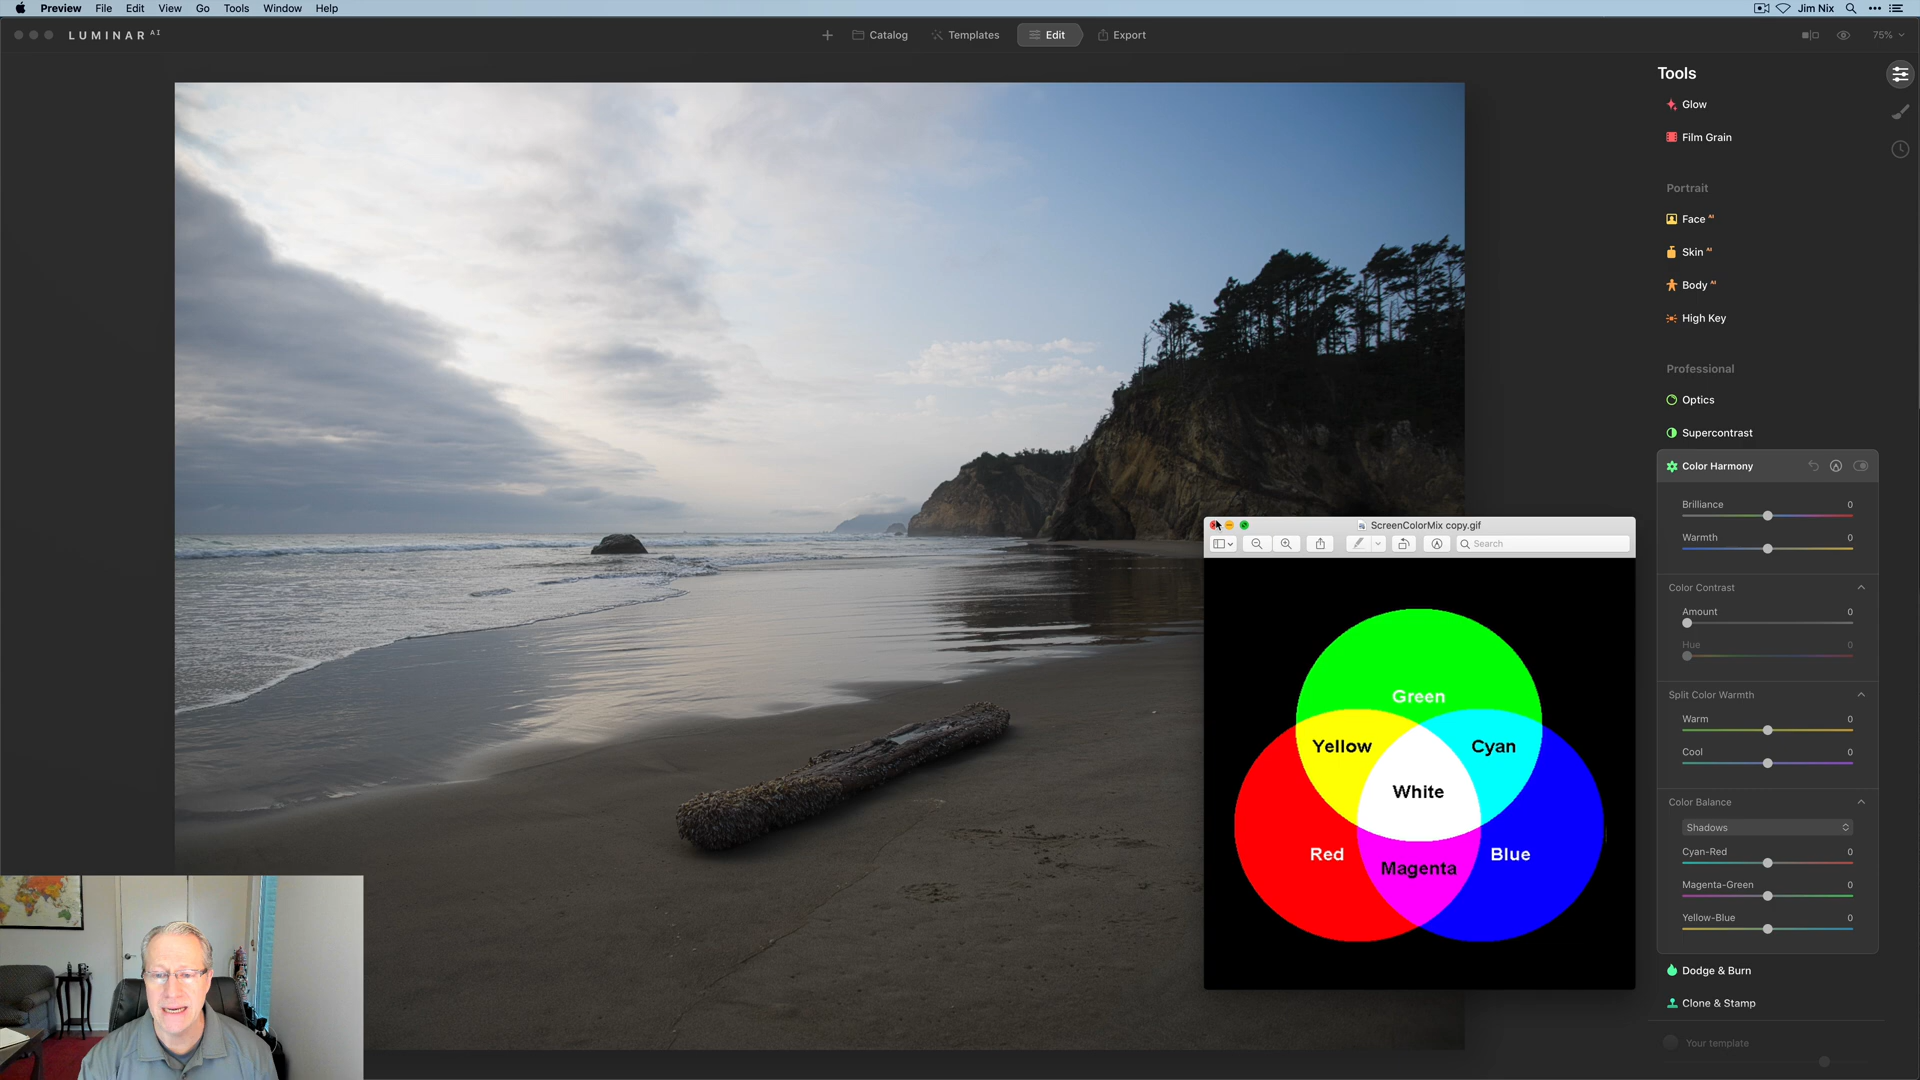 Preview File Edit View Go Tools Window Help Jim Nix
LUMINAR AI Catalog Templates Edit Export 75%
Tools
Glow
Film Grain
Portrait
Face AI
Skin AI
Body AI
High Key
Professional
Optics
Supercontrast
Color Harmony
Brilliance 0
Warmth 0
Color Contrast
Amount 0
Hue 0
Split Color Warmth
Warm 0
Cool 0
Color Balance
Shadows
Cyan-Red 0
Magenta-Green 0
Yellow-Blue 0
Dodge & Burn
Clone & Stamp
Your template
ScreenColorMix copy.gif
Search
Green
Yellow Cyan
White
Red Blue
Magenta